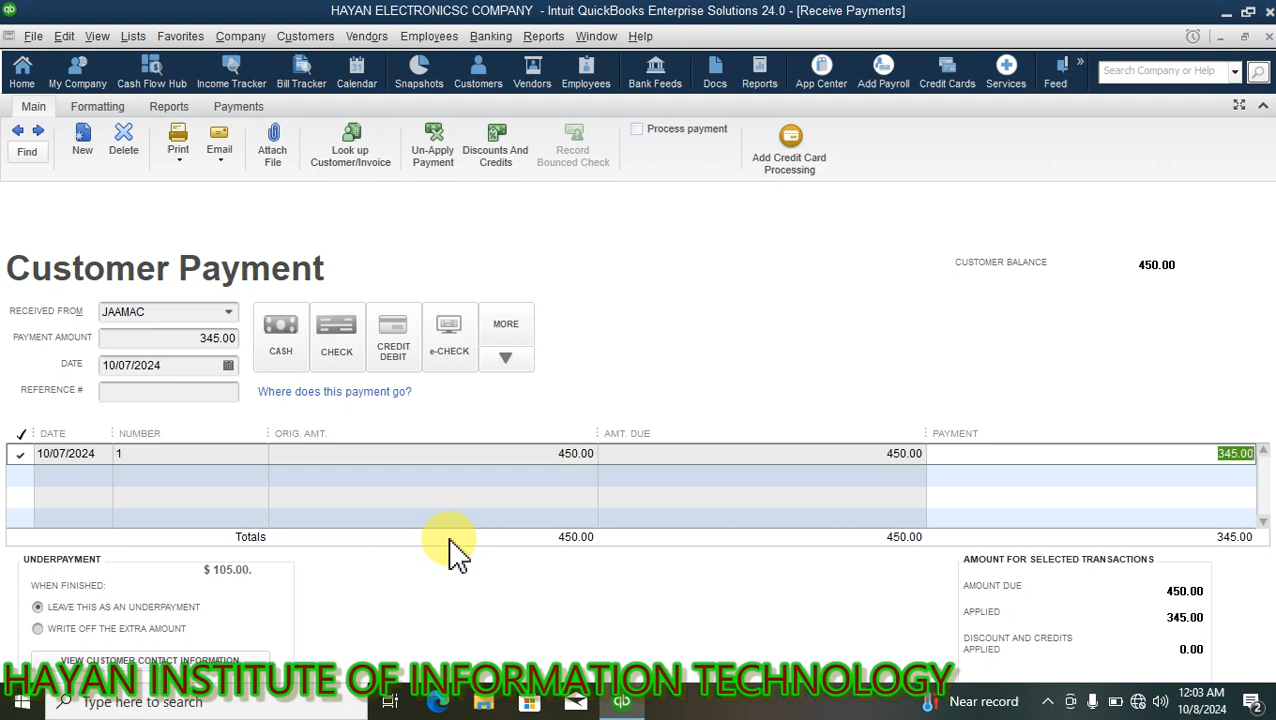 HAYAN ELECTRONICSC COMPANY - Intuit QuickBooks Enterprise Solutions 24.0 - [Receive Payments]
File Edit View Lists Favorites Company Customers Vendors Employees Banking Reports Window Help
Home My Company Cash Flow Hub Income Tracker Bill Tracker Calendar Snapshots Customers Vendors Employees Bank Feeds Docs Reports App Center Add Payroll Credit Cards Services Feed » Search Company or Help
Main Formatting Reports Payments
Find New Delete Print Email Attach File Look up Customer/Invoice Un-Apply Payment Discounts And Credits Record Bounced Check Process payment Add Credit Card Processing
Customer Payment
CUSTOMER BALANCE 450.00
RECEIVED FROM JAAMAC
PAYMENT AMOUNT 345.00
DATE 10/07/2024
REFERENCE #
CASH CHECK CREDIT DEBIT e-CHECK MORE
Where does this payment go?
DATE NUMBER ORIG. AMT. AMT. DUE PAYMENT
10/07/2024 1 450.00 450.00 345.00
Totals 450.00 450.00 345.00
UNDERPAYMENT
$ 105.00.
WHEN FINISHED:
LEAVE THIS AS AN UNDERPAYMENT
WRITE OFF THE EXTRA AMOUNT
VIEW CUSTOMER CONTACT INFORMATION
AMOUNT FOR SELECTED TRANSACTIONS
AMOUNT DUE 450.00
APPLIED 345.00
DISCOUNT AND CREDITS APPLIED 0.00
HAYAN INSTITUTE OF INFORMATION TECHNOLOGY
Type here to search
Near record
12:03 AM
10/8/2024
2